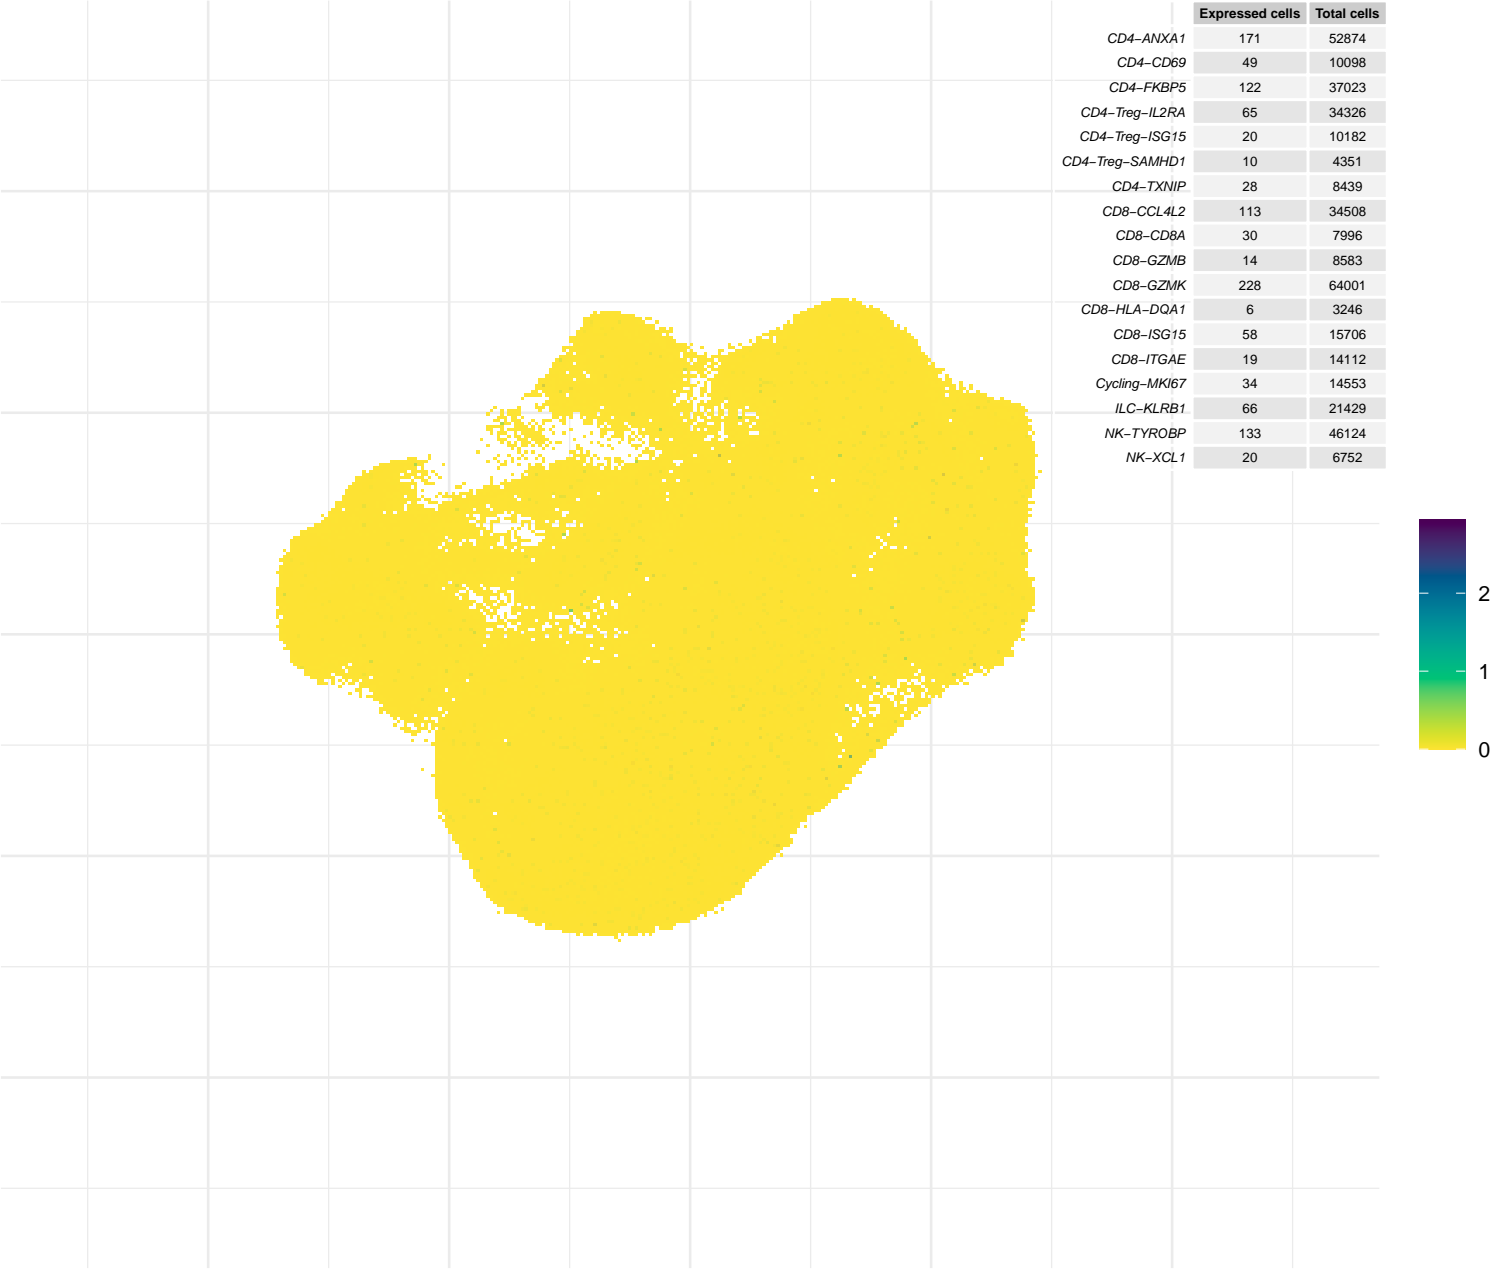 Expressed cells Total cells
CD4−ANXA1 171 52874
CD4−CD69 49 10098
CD4−FKBP5 122 37023
CD4−Treg−IL2RA 65 34326
CD4−Treg−ISG15 20 10182
CD4−Treg−SAMHD1 10 4351
CD4−TXNIP 28 8439
CD8−CCL4L2 113 34508
CD8−CD8A 30 7996
CD8−GZMB 14 8583
CD8−GZMK 228 64001
CD8−HLA−DQA1 6 3246
CD8−ISG15 58 15706
CD8−ITGAE 19 14112
Cycling−MKI67 34 14553
ILC−KLRB1 66 21429
NK−TYROBP 133 46124
NK−XCL1 20 6752
2
1
0